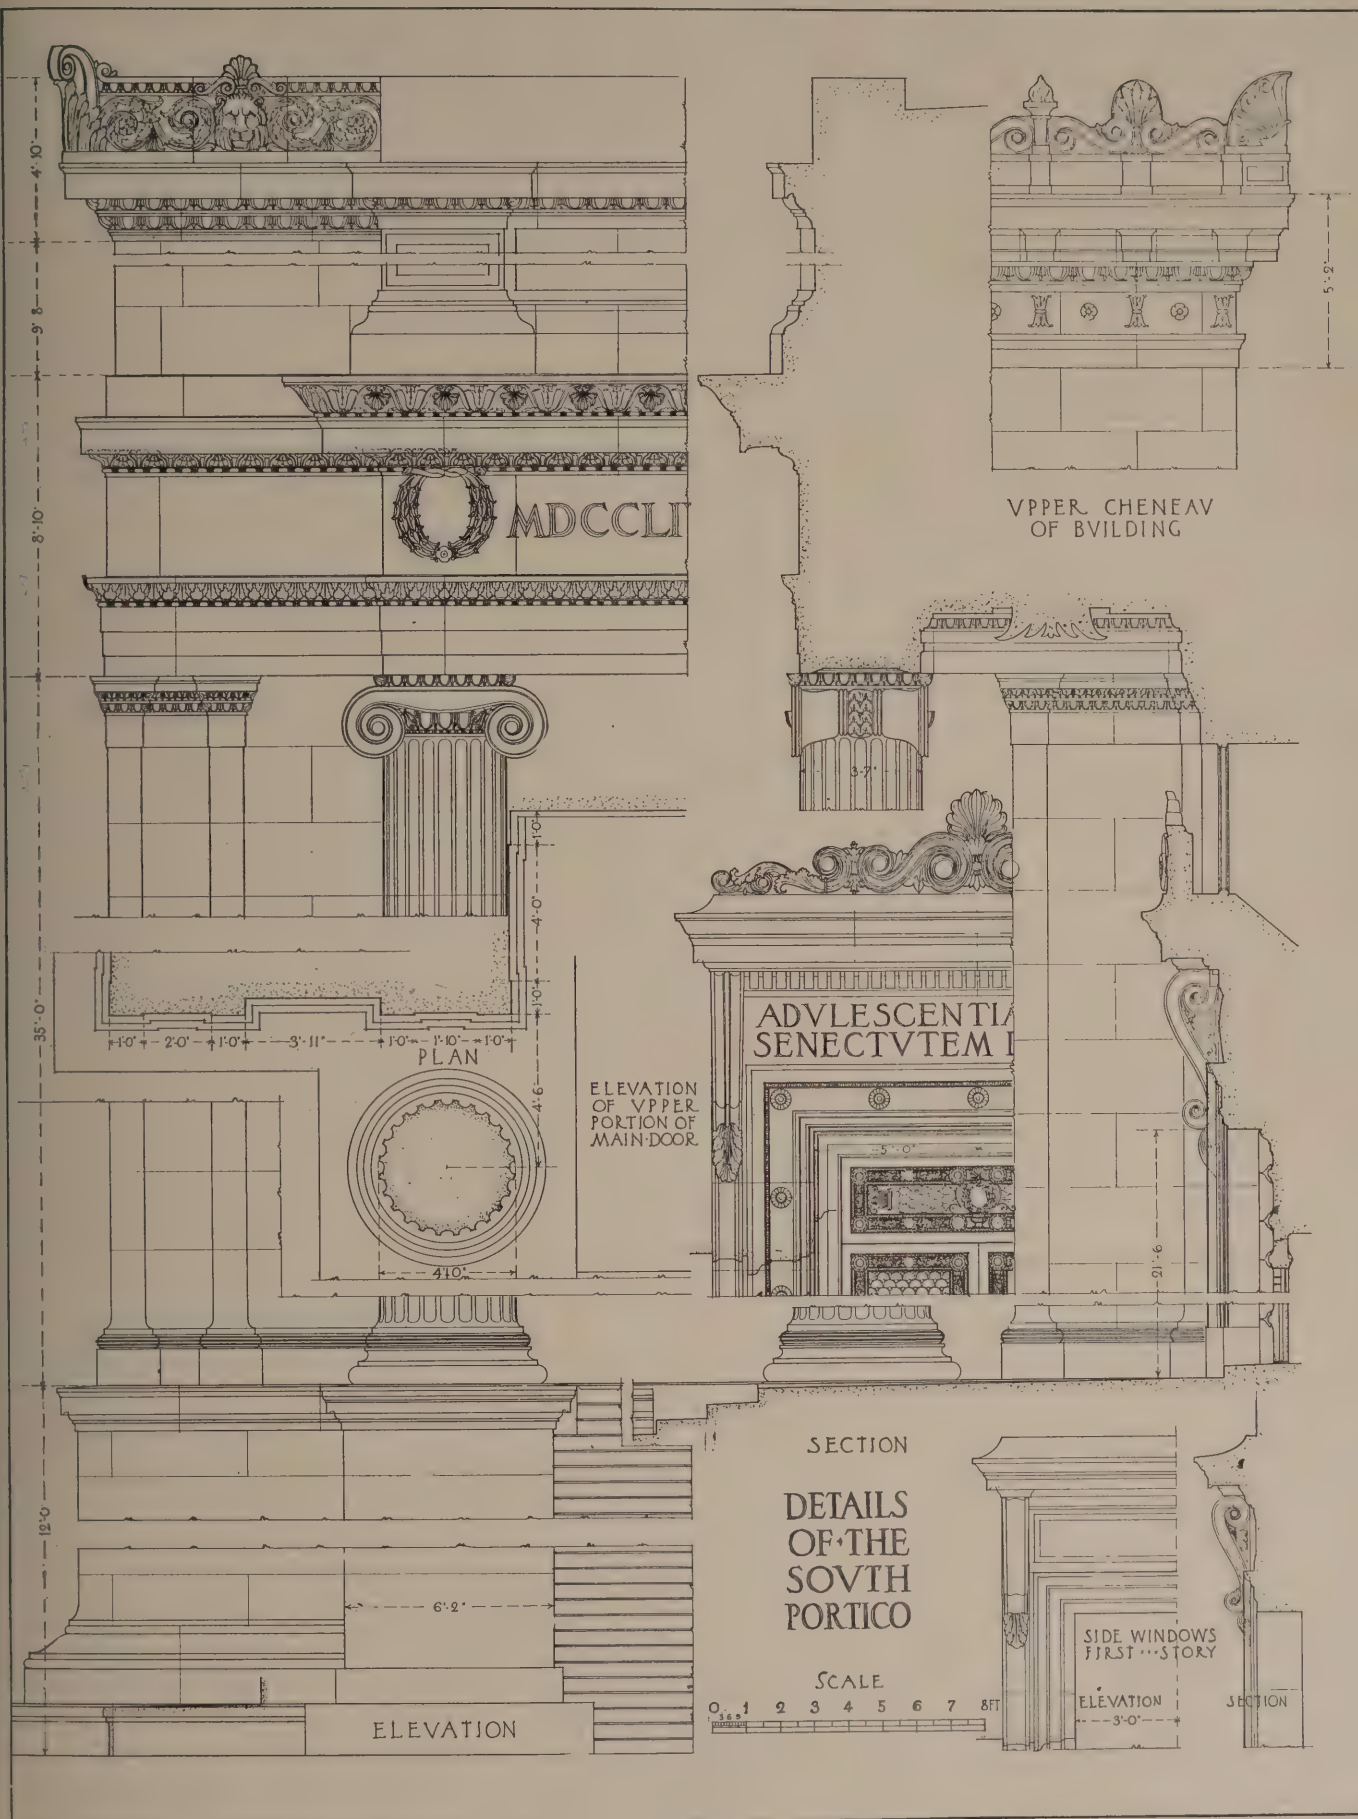 4'-10"
9' 8"
8'-10"
35'-0"
12'-0"
MDCCLI
VPPER CHENEAV
OF BVILDING
5'-2"
3-7"
1'-0"
4'-0"
1'-0"
1'-0" 2'-0" 1'-0" 3'-11" 1'-0" 1'-10" 1'-0"
PLAN
4'-6"
4'0"
ELEVATION
OF VPPER
PORTION OF
MAIN·DOOR
ADVLESCENTIA
SENECTVTEM
5'-0"
21'-6
6'-2"
ELEVATION
SECTION
DETAILS
OF·THE
SOVTH
PORTICO
SCALE
0 3 6 9 1 2 3 4 5 6 7 8FT
SIDE WINDOWS
FIRST···STORY
ELEVATION
3'-0"
SECTION